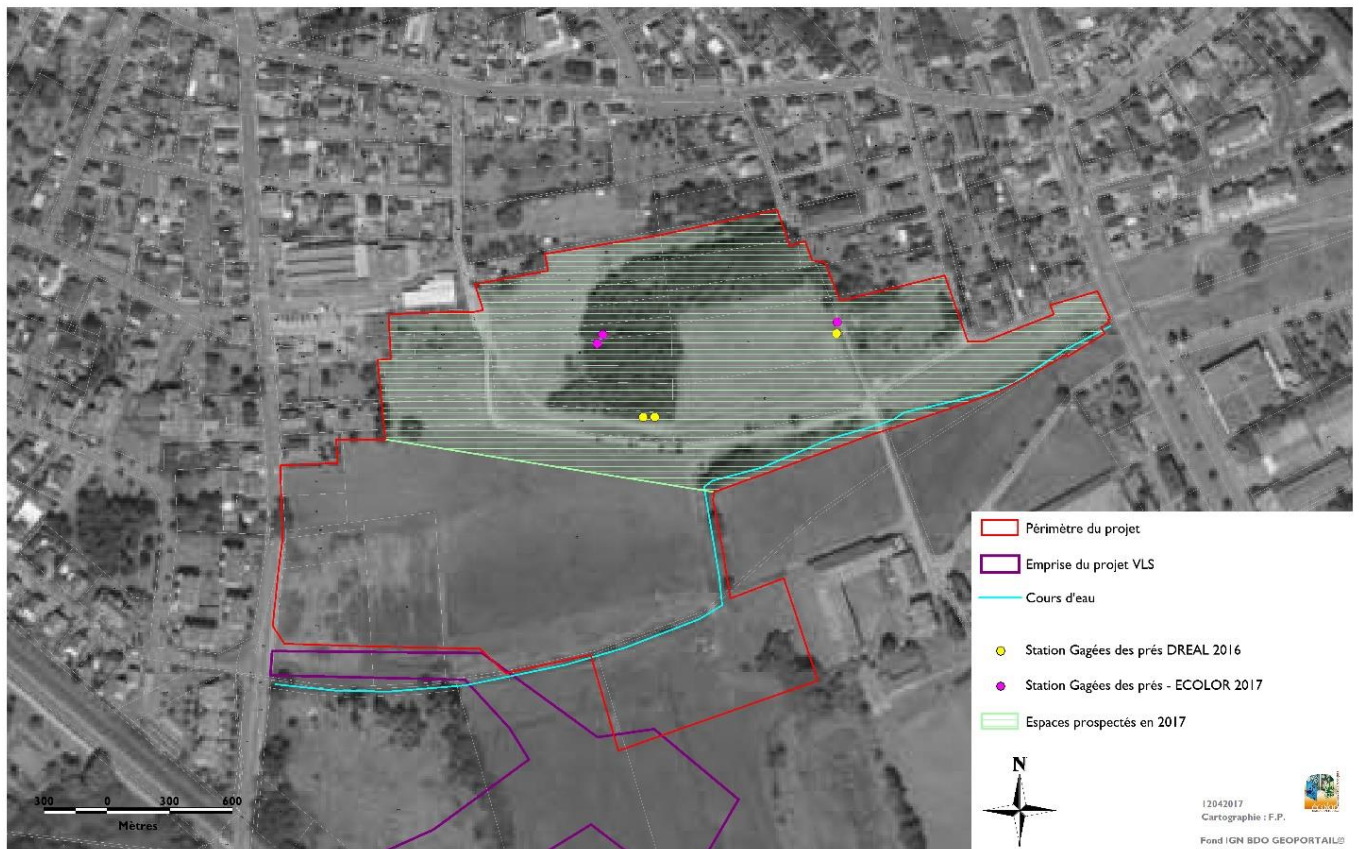 Périmètre du projet
Emprise du projet VLS
Cours d'eau
Station Gagées des prés DREAL 2016
Station Gagées des prés - ECOLOR 2017
Espaces prospectés en 2017
N
300 0 300 600
Mètres
12042017
Cartographie : F.P.
Fond IGN BDO GEOPORTAIL©